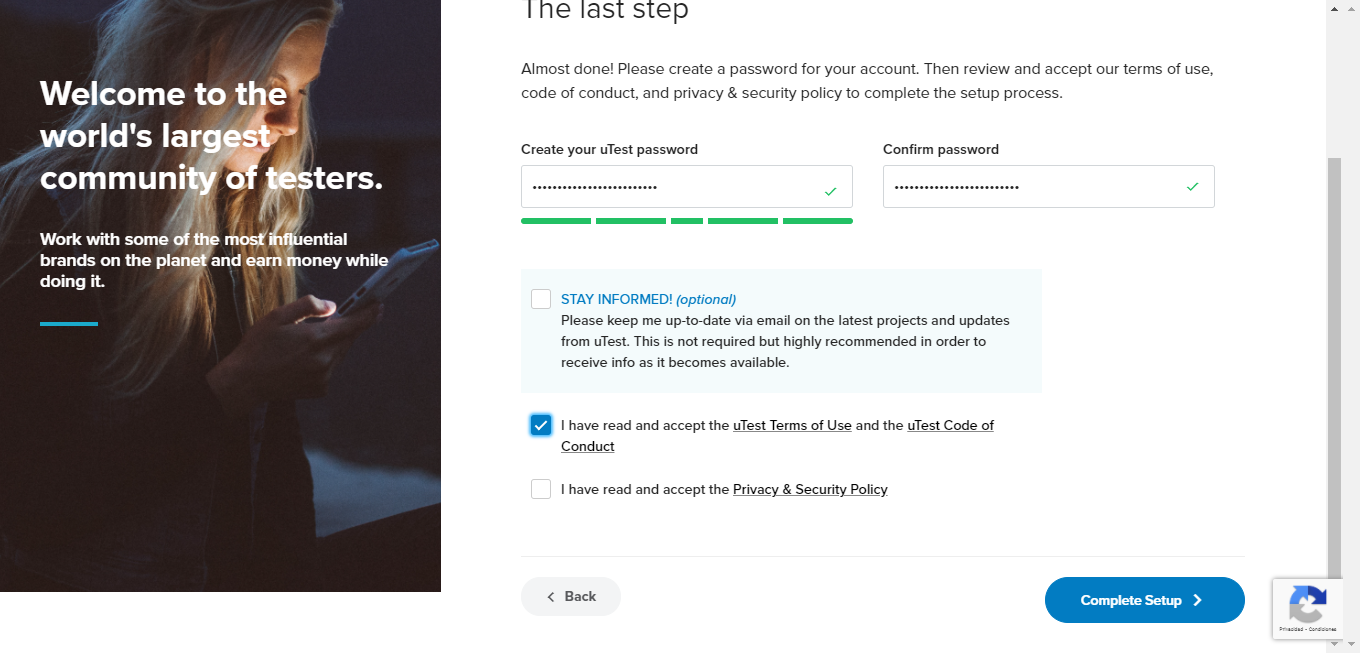 The last step
Welcome to the
world's largest
community of testers.
Work with some of the most influential
brands on the planet and earn money while
doing it.
Almost done! Please create a password for your account. Then review and accept our terms of use,
code of conduct, and privacy & security policy to complete the setup process.
Create your uTest password
Confirm password
STAY INFORMED! (optional)
Please keep me up-to-date via email on the latest projects and updates
from uTest. This is not required but highly recommended in order to
receive info as it becomes available.
I have read and accept the uTest Terms of Use and the uTest Code of
Conduct
I have read and accept the Privacy & Security Policy
Back
Complete Setup
Privacidad - Condiciones